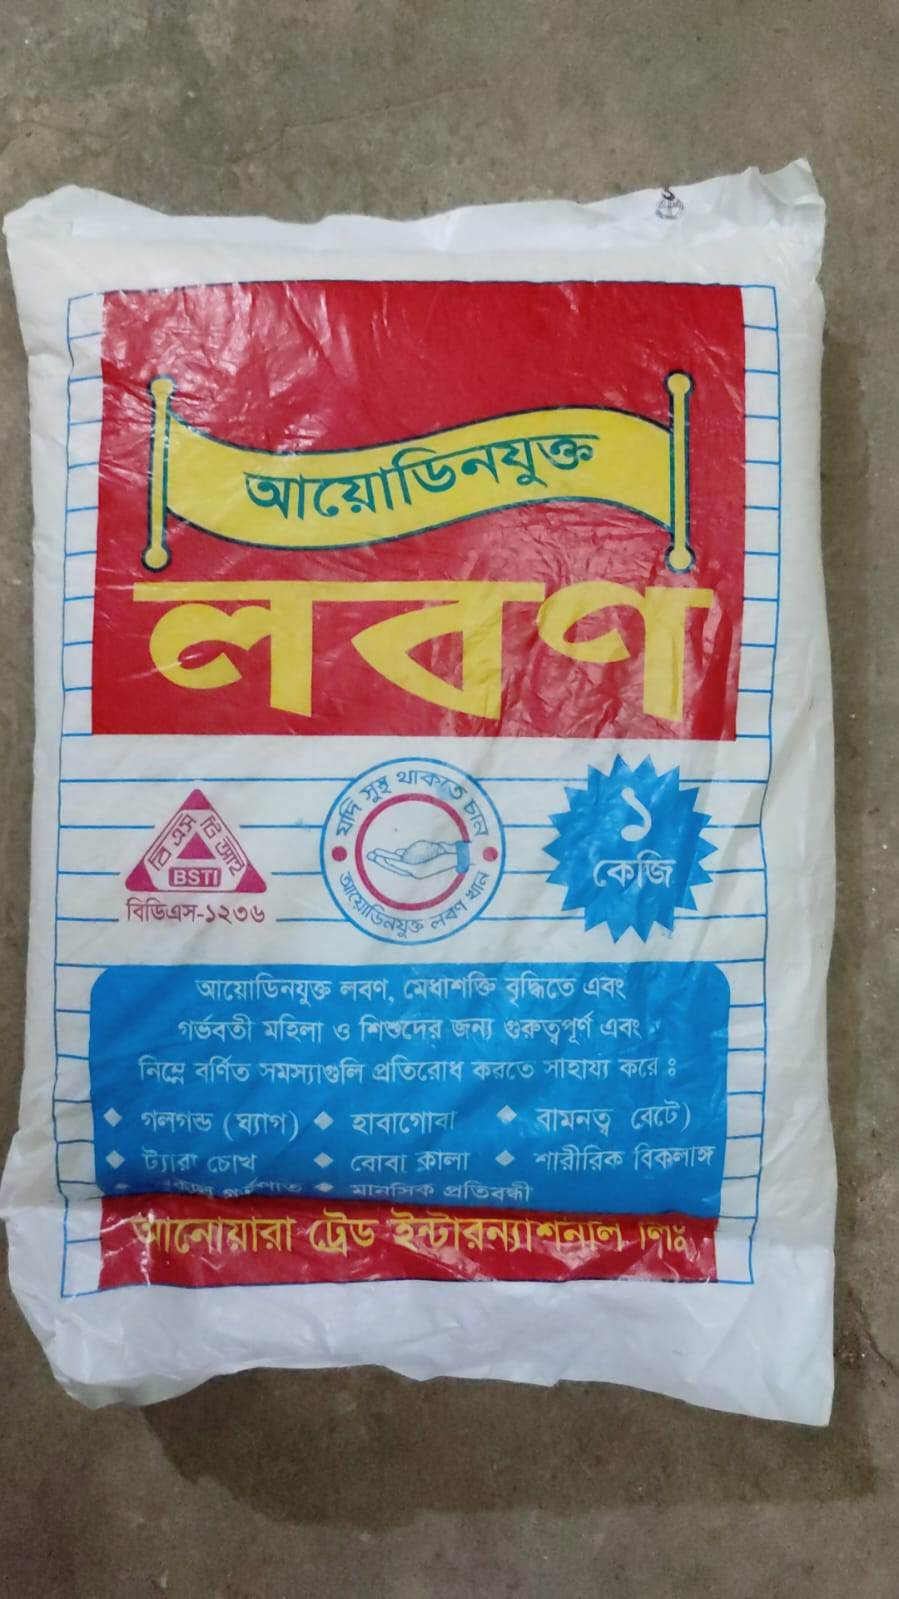 আয়োডিনযুক্ত
লবণ
বি এস টি আই
BSTI
বিডিএস-১২৩৬
যদি সুস্থ থাকতে চান
আয়োডিনযুক্ত লবণ খান
১
কেজি
আয়োডিনযুক্ত লবণ, মেধাশক্তি বৃদ্ধিতে এবং
গর্ভবতী মহিলা ও শিশুদের জন্য গুরুত্বপূর্ণ এবং
নিম্নে বর্ণিত সমস্যাগুলি প্রতিরোধ করতে সাহায্য করে ঃ
◆ গলগন্ড (ঘ্যাগ) ◆ হাবাগোবা ◆ বামনত্ব বেটে)
◆ ট্যারা চোখ ◆ বোবা কালা ◆ শারীরিক বিকলাঙ্গ
◆ মানসিক প্রতিবন্ধী
আনোয়ারা ট্রেড ইন্টারন্যাশনাল লিঃ